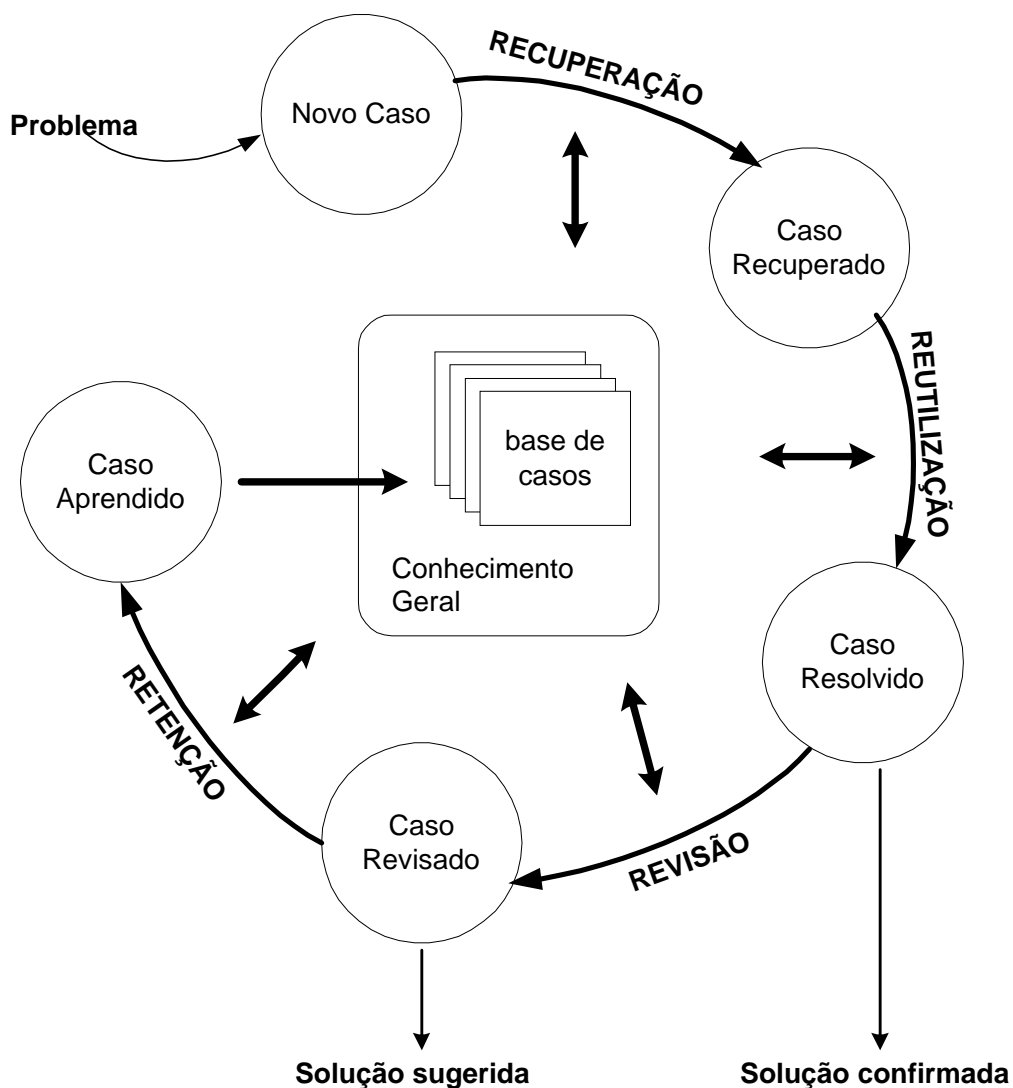 RECUPERAÇÃO
Novo Caso
Problema
Caso
Recuperado
REUTILIZAÇÃO
base de
casos
Caso
Aprendido
Conhecimento
Geral
Caso
Resolvido
RETENÇÃO
Caso
Revisado
REVISÃO
Solução sugerida
Solução confirmada